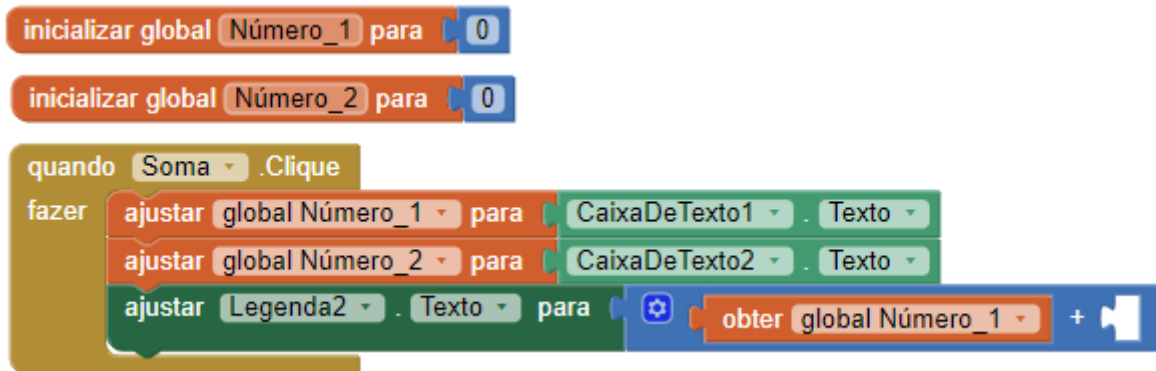 inicializar global Número_1 para 0
inicializar global Número_2 para 0
quando Soma .Clique
fazer ajustar global Número_1 para CaixaDeTexto1 . Texto
ajustar global Número_2 para CaixaDeTexto2 . Texto
ajustar Legenda2 . Texto para obter global Número_1 +